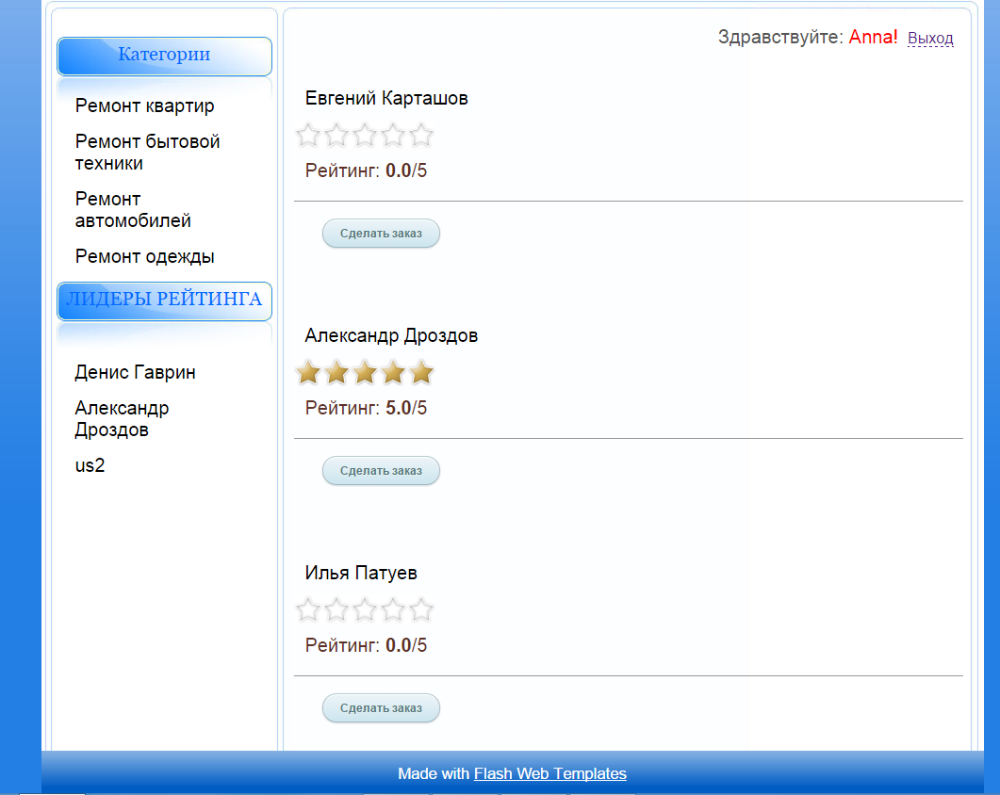 Категории
Ремонт квартир
Ремонт бытовой
техники
Ремонт
автомобилей
Ремонт одежды
ЛИДЕРЫ РЕЙТИНГА
Денис Гаврин
Александр
Дроздов
us2
Здравствуйте: Anna! Выход
Евгений Карташов
Рейтинг: 0.0/5
Сделать заказ
Александр Дроздов
Рейтинг: 5.0/5
Сделать заказ
Илья Патуев
Рейтинг: 0.0/5
Сделать заказ
Made with Flash Web Templates